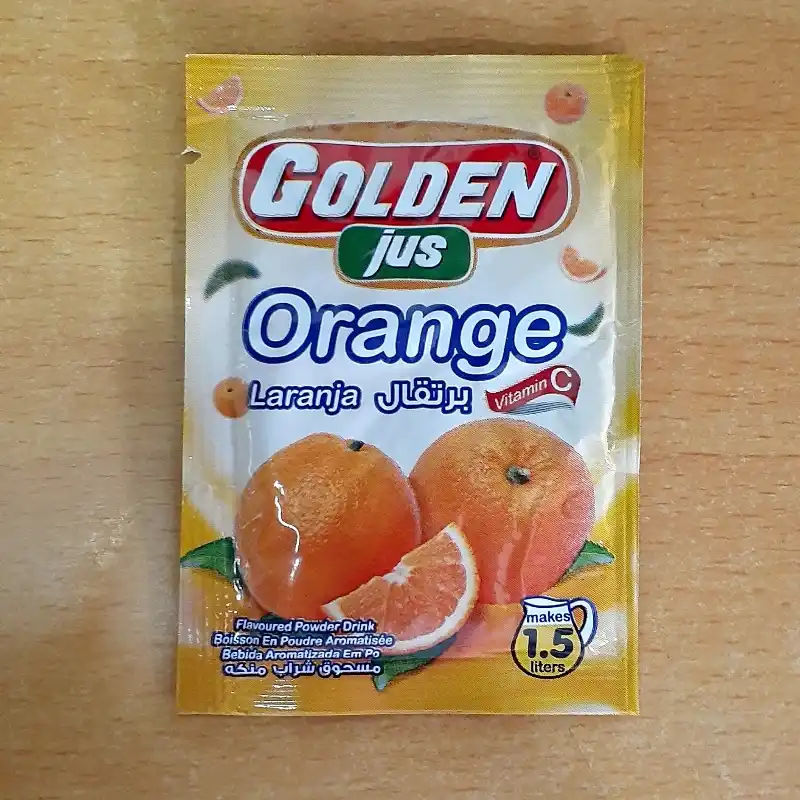 GOLDEN ®
jus
Orange
Laranja برتقال Vitamin C
Flavoured Powder Drink
Boisson En Poudre Aromatisée
Bebida Aromatizada Em Po
مسحوق شراب منكه
makes
1.5
liters